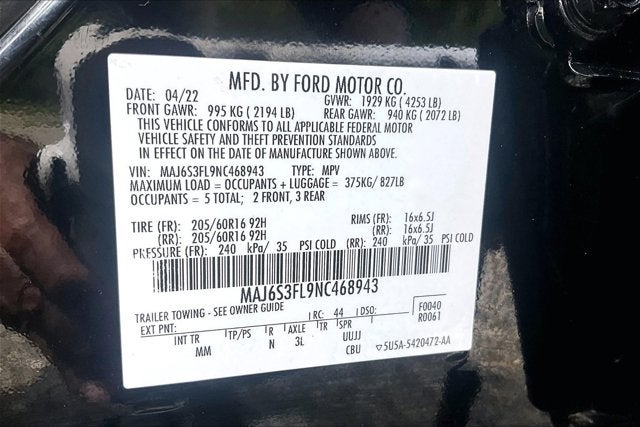 MFD. BY FORD MOTOR CO.
DATE: 04/22 GVWR: 1929 KG (4253 LB)
FRONT GAWR: 995 KG (2194 LB) REAR GAWR: 940 KG (2072 LB)
THIS VEHICLE CONFORMS TO ALL APPLICABLE FEDERAL MOTOR
VEHICLE SAFETY AND THEFT PREVENTION STANDARDS
IN EFFECT ON THE DATE OF MANUFACTURE SHOWN ABOVE.
VIN: MAJ6S3FL9NC468943 TYPE: MPV
MAXIMUM LOAD = OCCUPANTS + LUGGAGE = 375KG/ 827LB
OCCUPANTS = 5 TOTAL; 2 FRONT, 3 REAR
TIRE (FR): 205/60R16 92H RIMS (FR): 16x6.5J
(RR): 205/60R16 92H (RR): 16x6.5J
PRESSURE (FR): 240 kPa/ 35 PSI COLD (RR): 240 kPa/ 35 PSI COLD
MAJ6S3FL9NC468943
TRAILER TOWING - SEE OWNER GUIDE
EXT PNT: RC: 44 DSO: F0040
INT TR TP/PS R AXLE TR SPR R0061
MM N 3L UUJJ
CBU ▽5U5A-5420472-AA